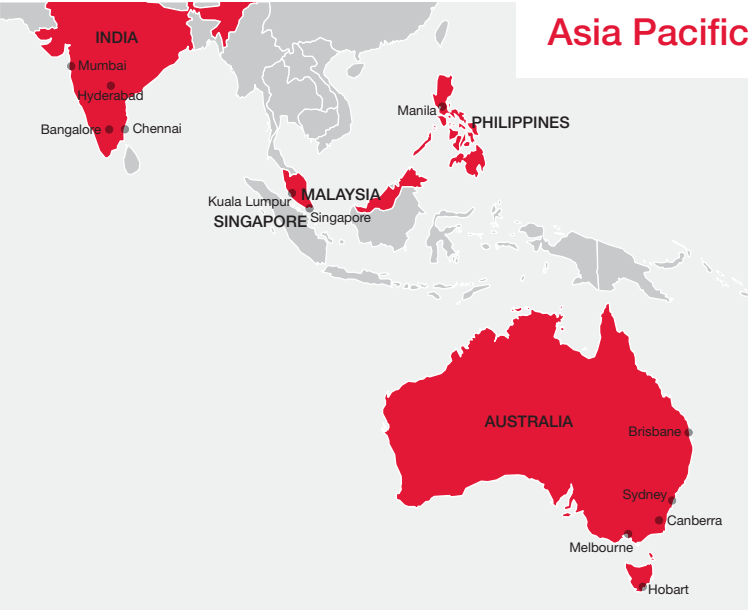 Asia Pacific
INDIA
Mumbai
Hyderabad
Bangalore
Chennai
Manila
PHILIPPINES
Kuala Lumpur
MALAYSIA
SINGAPORE
Singapore
AUSTRALIA
Brisbane
Sydney
Canberra
Melbourne
Hobart